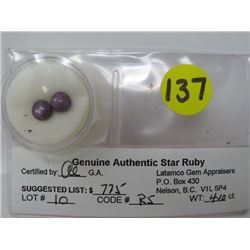 137
Genuine Authentic Star Ruby
Certified by: G.A.
Latamco Gem Appraisers
P.O. Box 430
Nelson, B.C. V1L 5P4
SUGGESTED LIST: $ 775
LOT # 10 CODE # R5 WT: 4.10 ct.